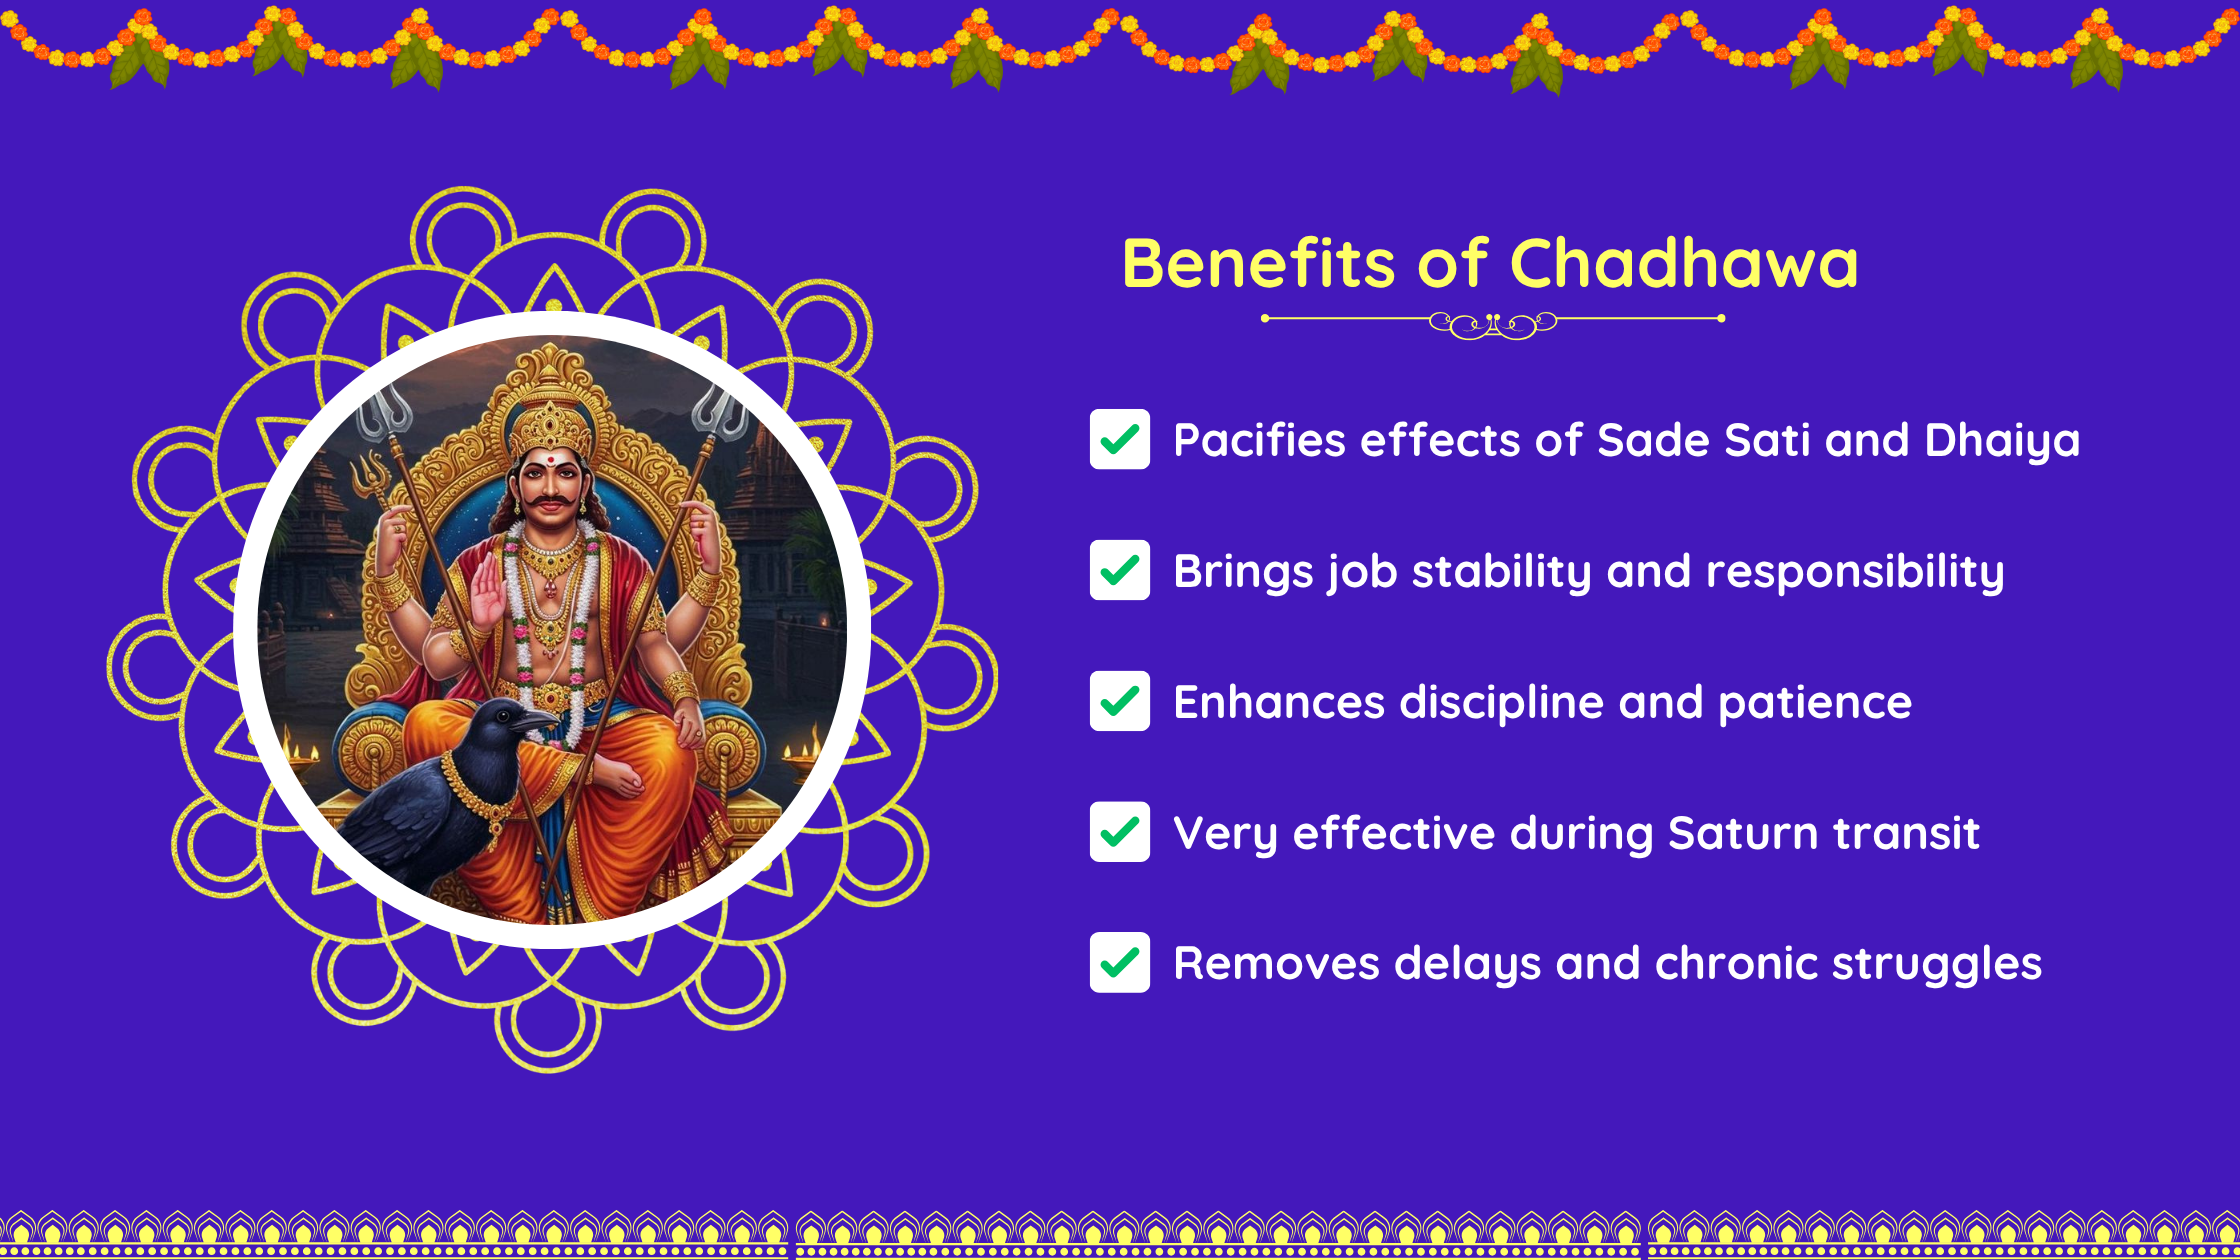 Benefits of Chadhawa
Pacifies effects of Sade Sati and Dhaiya
Brings job stability and responsibility
Enhances discipline and patience
Very effective during Saturn transit
Removes delays and chronic struggles